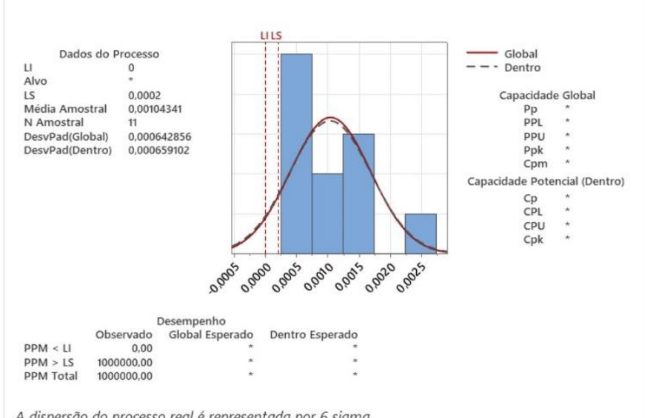 LI LS
Dados do Processo
LI 0
Alvo *
LS 0,0002
Média Amostral 0,00104341
N Amostral 11
DesvPad(Global) 0,000642856
DesvPad(Dentro) 0,000659102
Global
Dentro
Capacidade Global
Pp *
PPL *
PPU *
Ppk *
Cpm *
Capacidade Potencial (Dentro)
Cp *
CPL *
CPU *
Cpk *
-0,0005 0,0000 0,0005 0,0010 0,0015 0,0020 0,0025
Desempenho
Observado Global Esperado Dentro Esperado
PPM < LI 0,00 * *
PPM > LS 1000000,00 * *
PPM Total 1000000,00 * *
A dispersão do processo real é representada por 6 sigma.